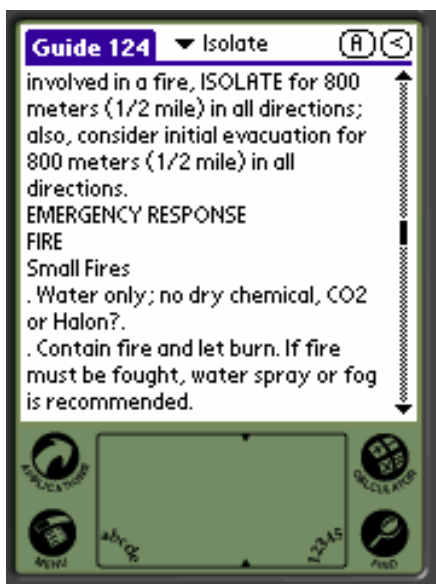 Guide 124
Isolate
A
<
involved in a fire, ISOLATE for 800
meters (1/2 mile) in all directions;
also, consider initial evacuation for
800 meters (1/2 mile) in all
directions.
EMERGENCY RESPONSE
FIRE
Small Fires
. Water only; no dry chemical, CO2
or Halon?.
. Contain fire and let burn. If fire
must be fought, water spray or fog
is recommended.
APPLICATIONS
CALCULATOR
abcde
12345
MENU
FIND